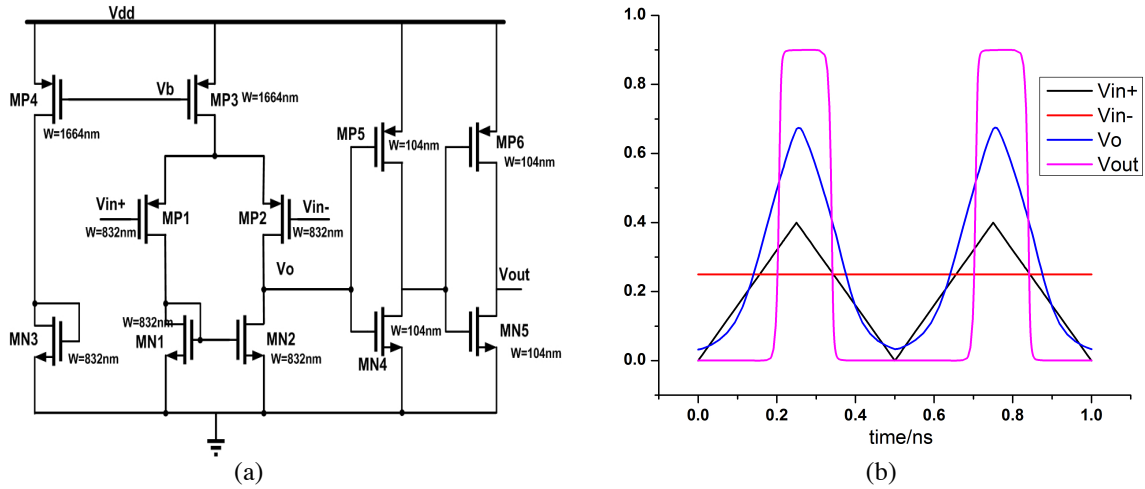 Vdd
MP4
Vb
MP3
W=1664nm
W=1664nm
MP5
W=104nm
MP6
W=104nm
Vin+
MP1
MP2
Vin-
W=832nm
W=832nm
Vo
Vout
MN3
W=832nm
W=832nm
MN1
MN2
W=832nm
W=104nm
MN4
MN5
W=104nm
(a)
1.0
0.8
0.6
0.4
0.2
0.0
Vin+
Vin-
Vo
Vout
0.0 0.2 0.4 0.6 0.8 1.0
time/ns
(b)